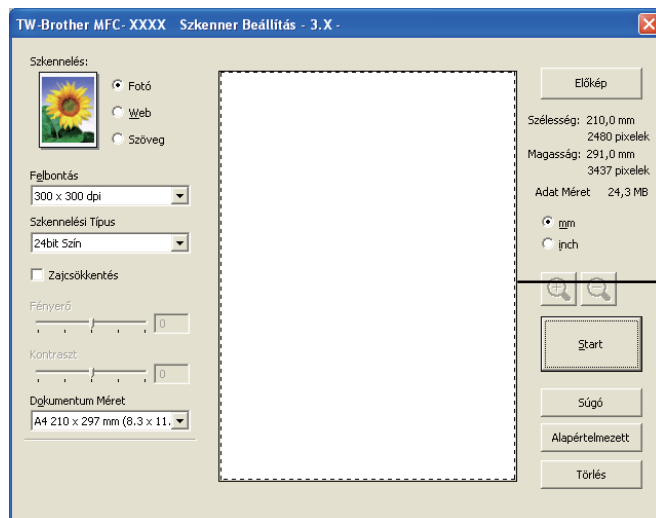 TW-Brother MFC- XXXX    Szkenner Beállítás - 3.X -
Szkennelés:
Fotó
Web
Szöveg
Felbontás
300 x 300 dpi
Szkennelési Típus
24bit Szín
Zajcsökkentés
Fényerő
0
Kontraszt
0
Dokumentum Méret
A4 210 x 297 mm (8.3 x 11.
Előkép
Szélesség: 210,0 mm
2480 pixelek
Magasság: 291,0 mm
3437 pixelek
Adat Méret    24,3 MB
mm
inch
Start
Súgó
Alapértelmezett
Törlés